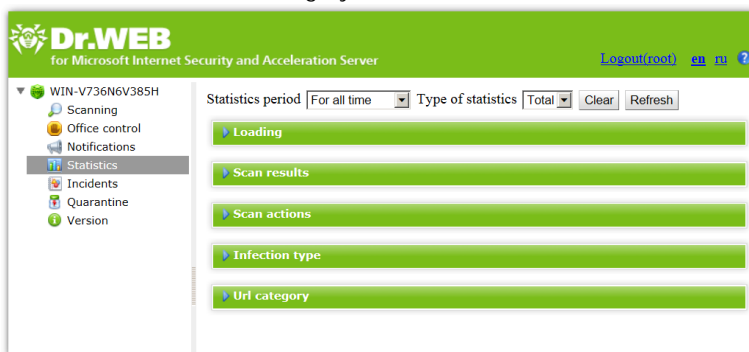 Dr.WEB
for Microsoft Internet Security and Acceleration Server
Logout(root) en ru ?
WIN-V736N6V385H
Scanning
Office control
Notifications
Statistics
Incidents
Quarantine
Version
Statistics period For all time Type of statistics Total Clear Refresh
Loading
Scan results
Scan actions
Infection type
Url category